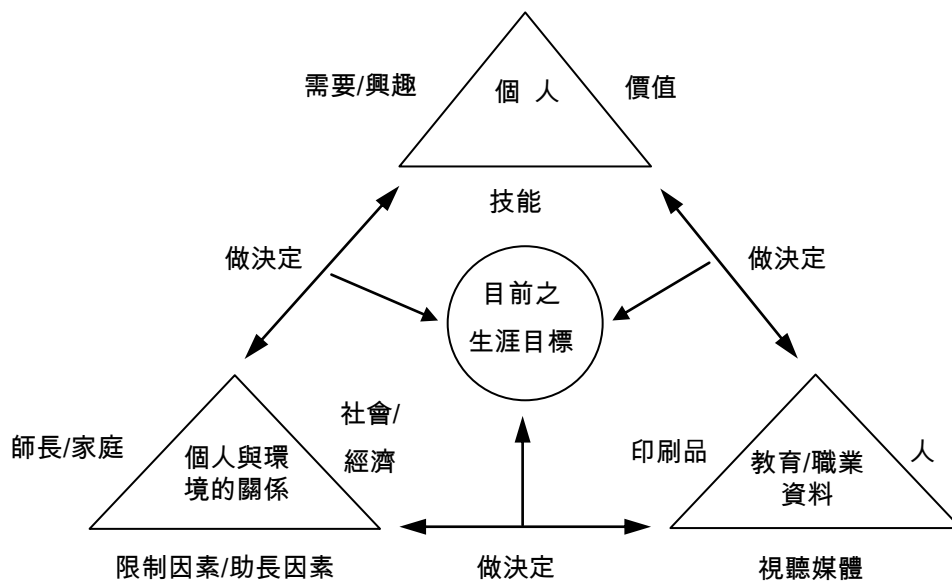 個 人
需要/興趣
價值
技能
做決定
做決定
目前之
生涯目標
師長/家庭
個人與環
境的關係
社會/
經濟
限制因素/助長因素
做決定
印刷品
教育/職業
資料
人
視聽媒體